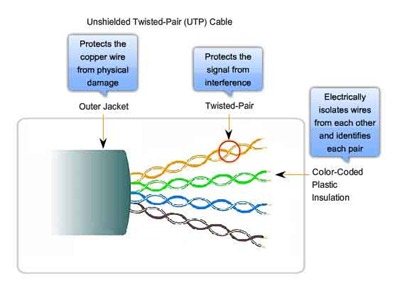 Unshielded Twisted-Pair (UTP) Cable
Protects the
copper wire
from physical
damage
Protects the
signal from
interference
Outer Jacket
Twisted-Pair
Electrically
isolates wires
from each other
and identifies
each pair
Color-Coded
Plastic
Insulation